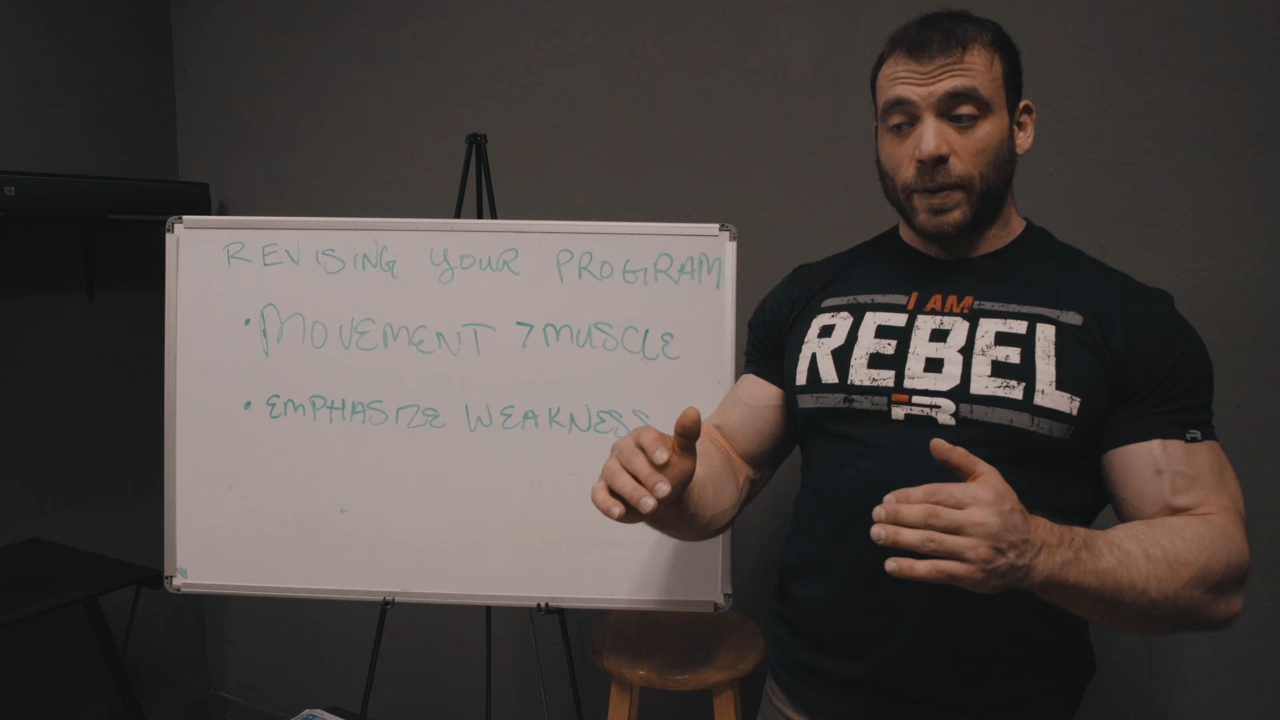 REVISING YOUR PROGRAM
• MOVEMENT > MUSCLE
• EMPHASIZE WEAKNESS
I AM
REBEL
R